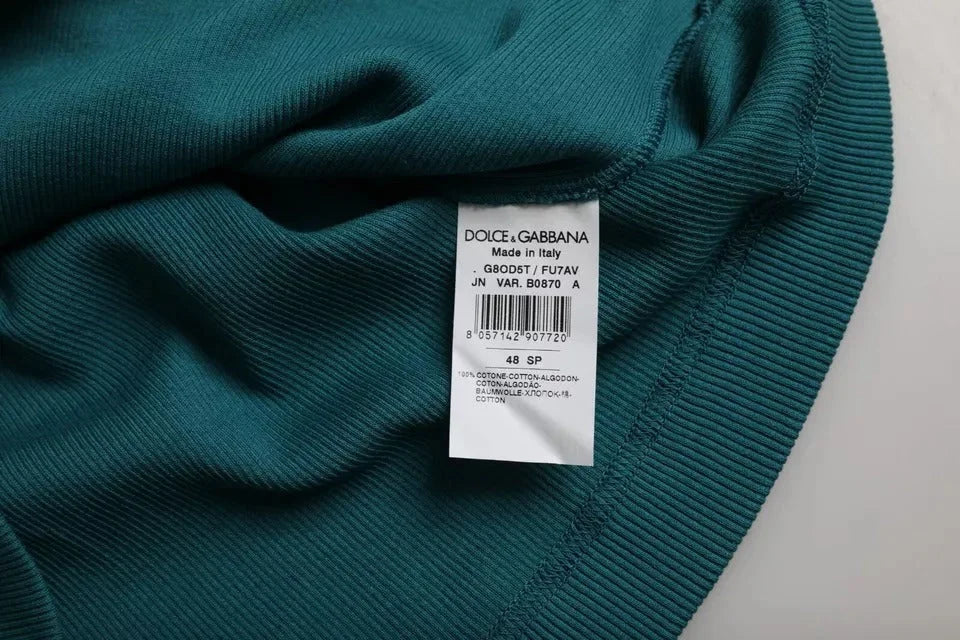 DOLCE & GABBANA
Made in Italy
. G8OD5T / FU7AV
JN VAR. B0870 A
8 057142 907720
48 SP
100% COTONE-COTTON-ALGODON-
COTON-ALGODÃO-
BAUMWOLLE-ХЛОПОК-棉-
COTTON